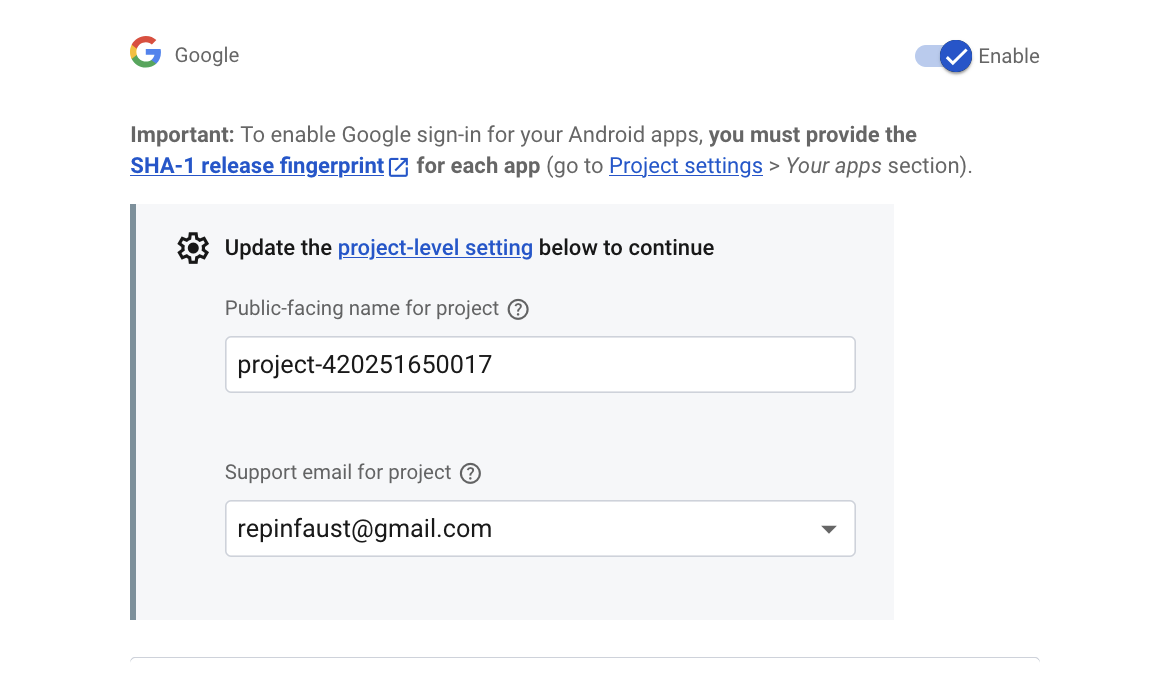 Google
Enable
Important: To enable Google sign-in for your Android apps, you must provide the
SHA-1 release fingerprint for each app (go to Project settings > Your apps section).
Update the project-level setting below to continue
Public-facing name for project
project-420251650017
Support email for project
repinfaust@gmail.com